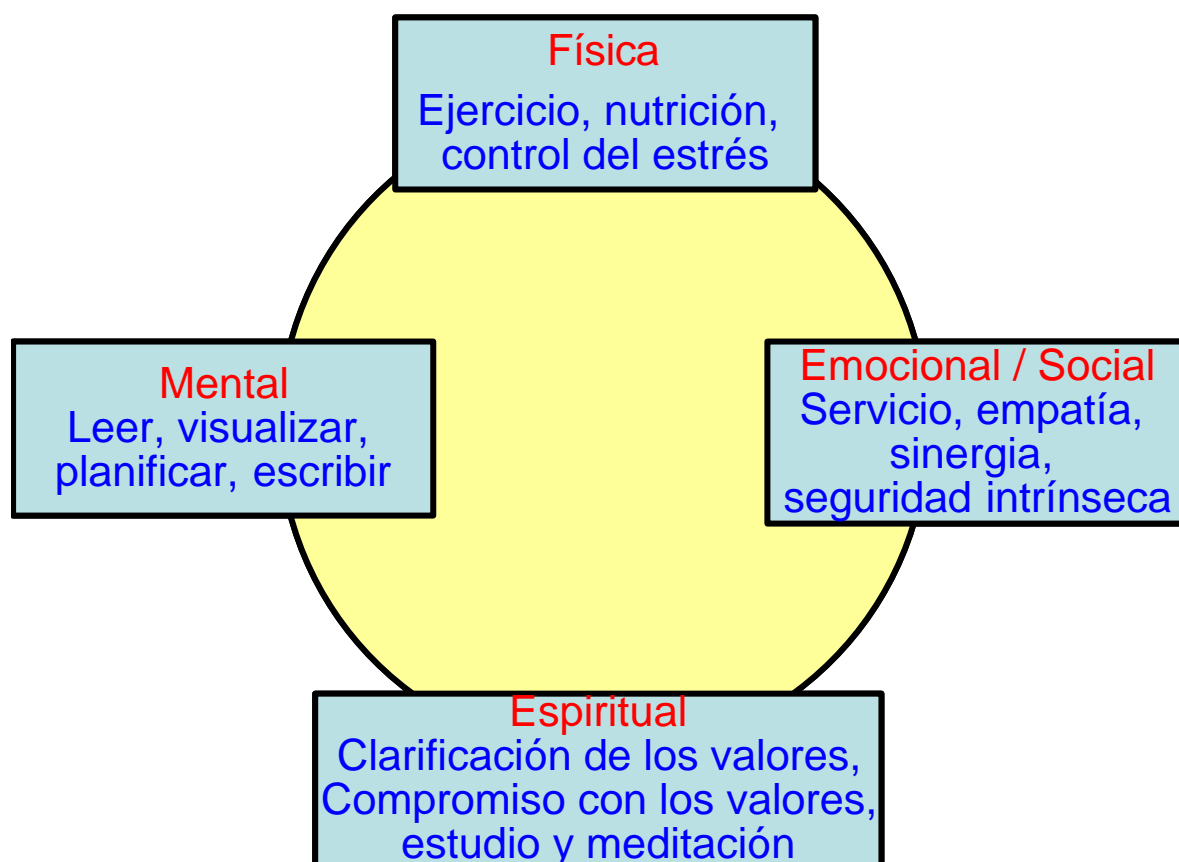 Física
Ejercicio, nutrición,
control del estrés
Mental
Leer, visualizar,
planificar, escribir
Emocional / Social
Servicio, empatía,
sinergia,
seguridad intrínseca
Espiritual
Clarificación de los valores,
Compromiso con los valores,
estudio y meditación